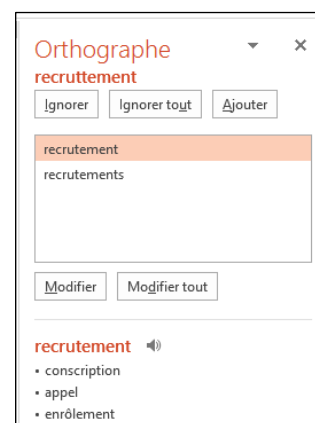 Orthographe
recruttement
Ignorer Ignorer tout Ajouter
recrutement
recrutements
Modifier Modifier tout
recrutement
• conscription
• appel
• enrôlement